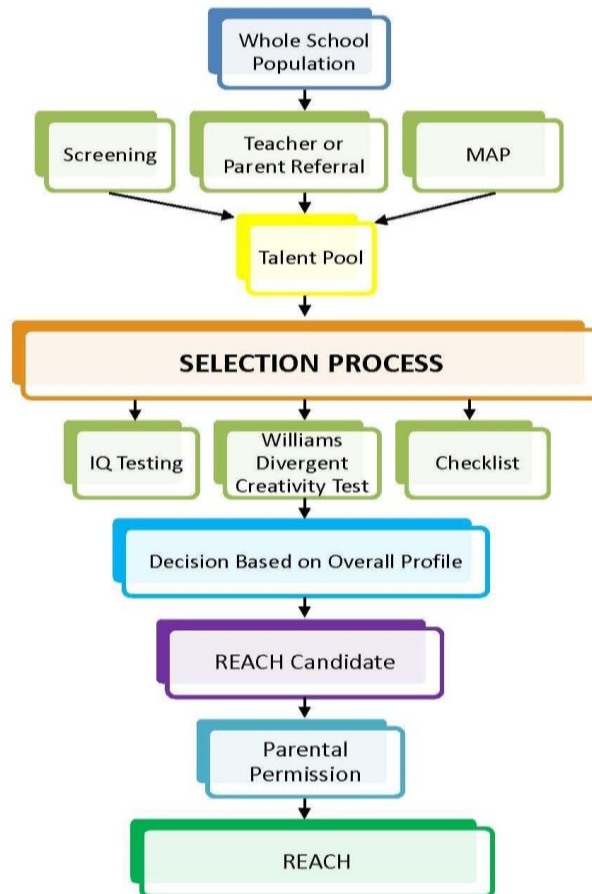 Whole School
Population
Screening
Teacher or
Parent Referral
MAP
Talent Pool
SELECTION PROCESS
IQ Testing
Williams
Divergent
Creativity Test
Checklist
Decision Based on Overall Profile
REACH Candidate
Parental
Permission
REACH